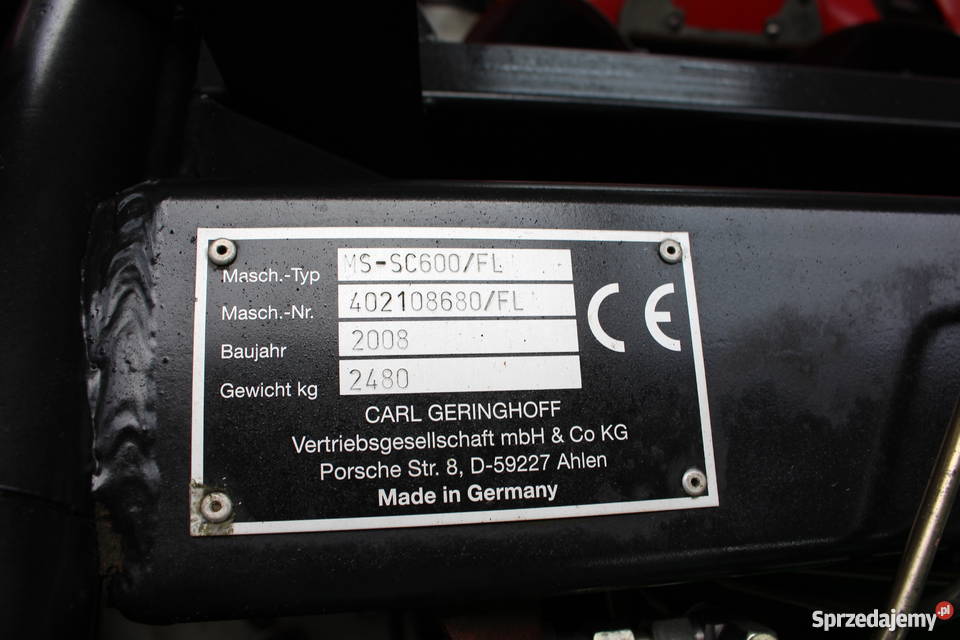 Masch.-Typ MS-SC600/FL
Masch.-Nr. 402108680/FL
Baujahr 2008
Gewicht kg 2480
CE
CARL GERINGHOFF
Vertriebsgesellschaft mbH & Co KG
Porsche Str. 8, D-59227 Ahlen
Made in Germany
Sprzedajemy.pl